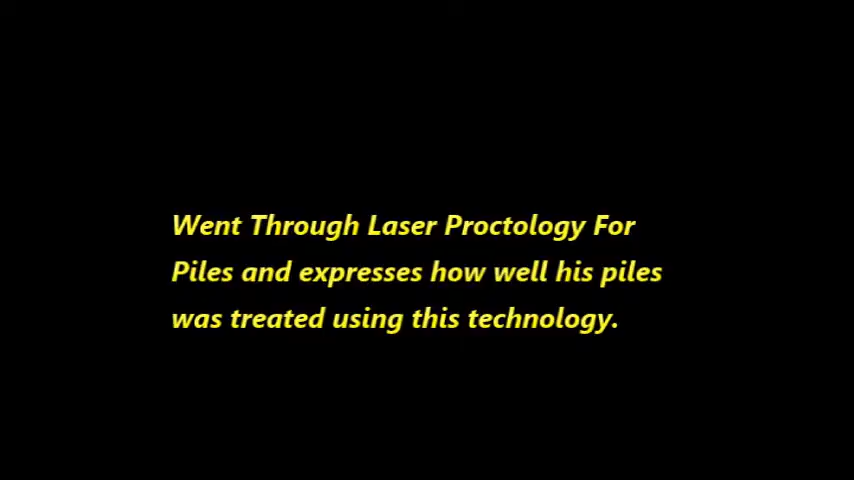 Went Through Laser Proctology For
Piles and expresses how well his piles
was treated using this technology.